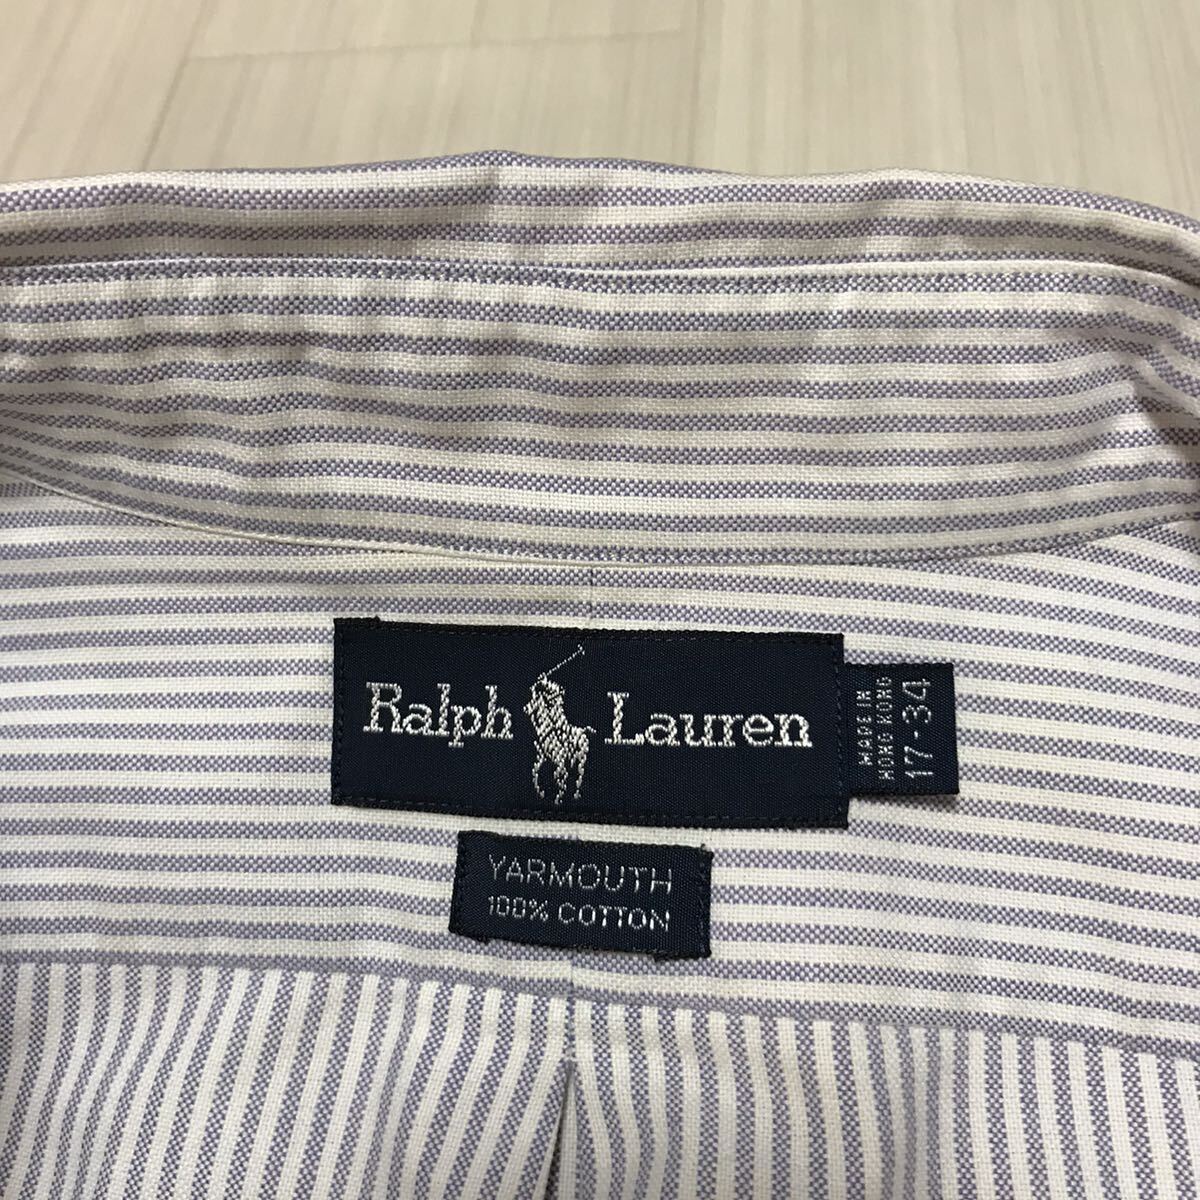 Ralph Lauren
MADE IN
HONG KONG
17-34
YARMOUTH
100% COTTON